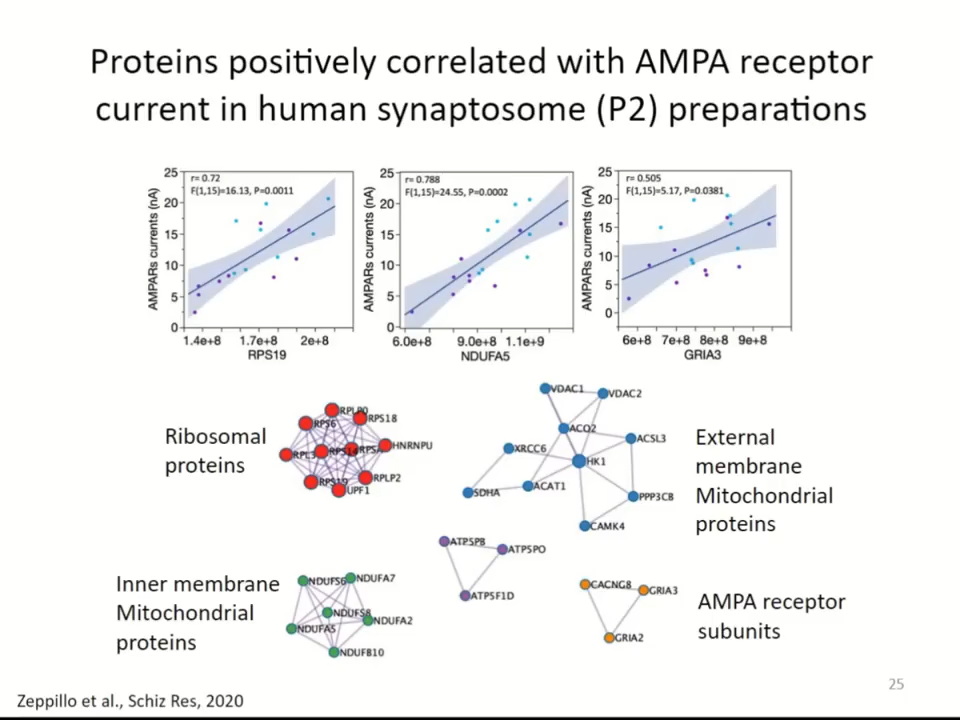 Proteins positively correlated with AMPA receptor
current in human synaptosome (P2) preparations
r= 0.72
F(1,15)=16.13, P=0.0011
AMPARs currents (nA)
25
20
15
10
5
0
1.4e+8 1.7e+8 2e+8
RPS19
r= 0.788
F(1,15)=24.55, P=0.0002
AMPARs currents (nA)
25
20
15
10
5
0
6.0e+8 9.0e+8 1.1e+9
NDUFA5
r= 0.505
F(1,15)=5.17, P=0.0381
AMPARs currents (nA)
25
20
15
10
5
0
6e+8 7e+8 8e+8 9e+8
GRIA3
Ribosomal
proteins
RPLP0
RPS18
RPS6
HNRNPU
RPS19
RPLP2
UPF1
VDAC1
VDAC2
ACO2
ACSL3
XRCC6
HK1
SDHA
ACAT1
PPP3CB
CAMK4
External
membrane
Mitochondrial
proteins
ATP5PB
ATP5PO
ATP5F1D
Inner membrane
Mitochondrial
proteins
NDUFS6
NDUFA7
NDUFS8
NDUFA2
NDUFA5
NDUFB10
CACNG8
GRIA3
GRIA2
AMPA receptor
subunits
25
Zeppillo et al., Schiz Res, 2020